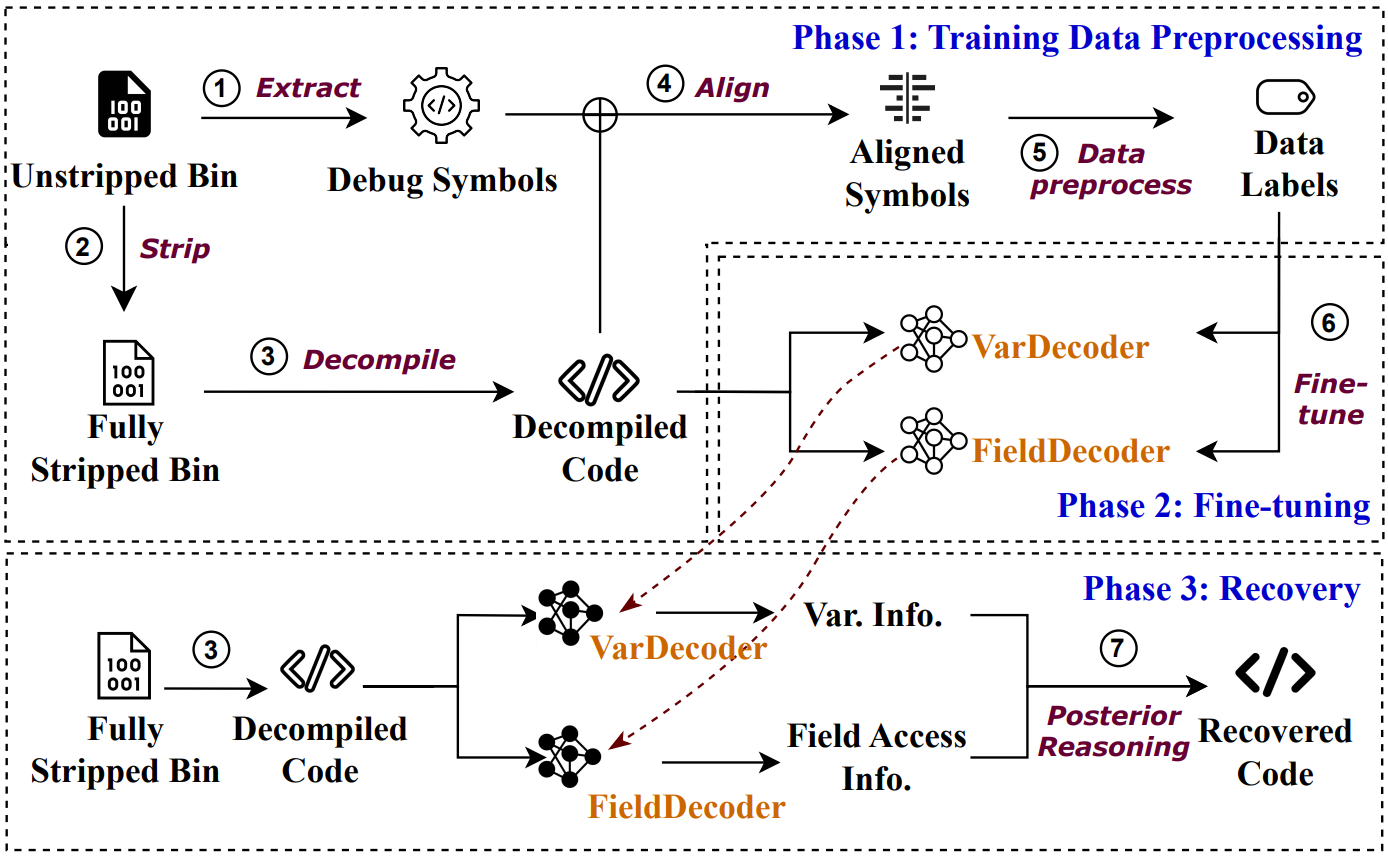 Phase 1: Training Data Preprocessing
1 Extract
4 Align
100
001
</>
Unstripped Bin
Debug Symbols
Aligned
Symbols
5 Data
preprocess
Data
Labels
2 Strip
100
001
Fully
Stripped Bin
3 Decompile
</>
Decompiled
Code
VarDecoder
FieldDecoder
6
Fine-
tune
Phase 2: Fine-tuning
Phase 3: Recovery
100
001
Fully
Stripped Bin
3
</>
Decompiled
Code
VarDecoder
FieldDecoder
Var. Info.
Field Access
Info.
7
Posterior
Reasoning
</>
Recovered
Code